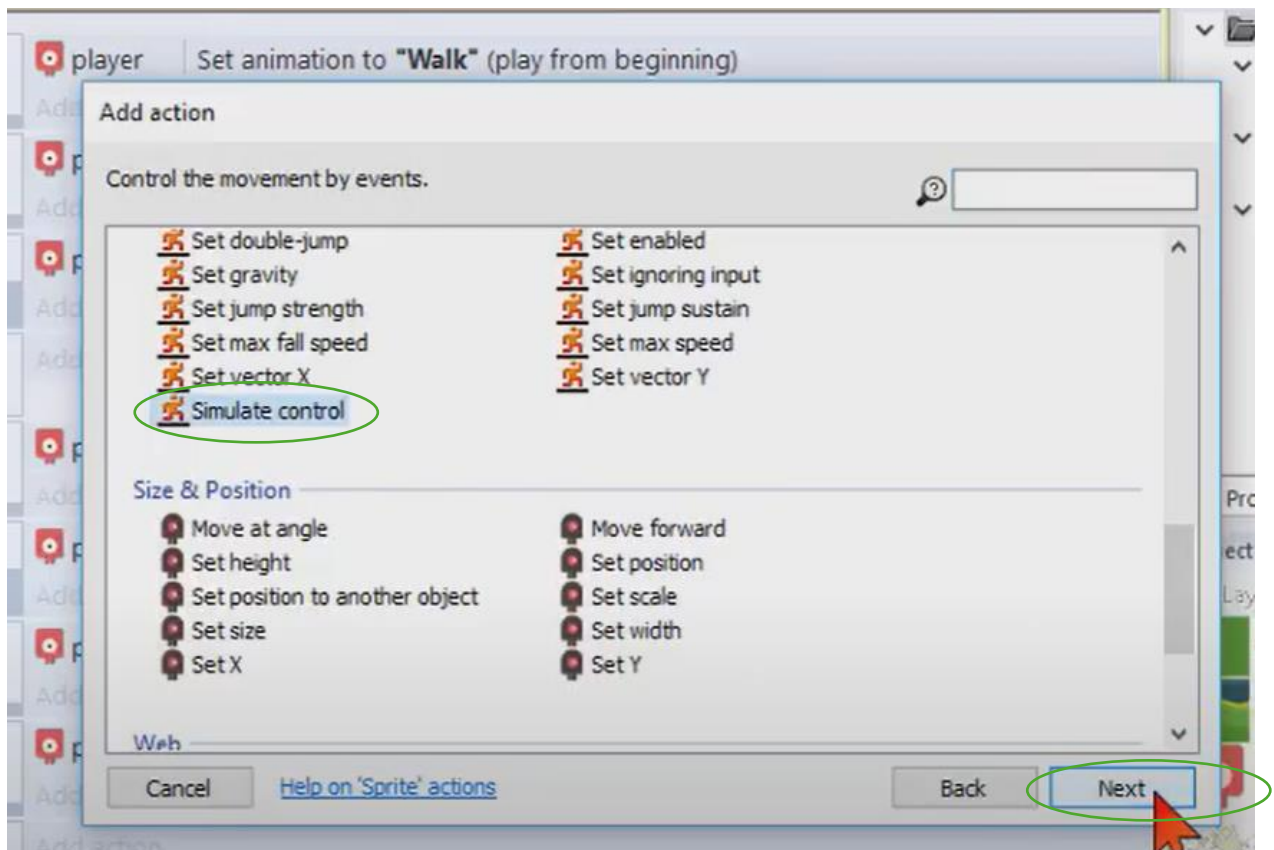 player Set animation to "Walk" (play from beginning)
Add action
Control the movement by events.
Set double-jump Set enabled
Set gravity Set ignoring input
Set jump strength Set jump sustain
Set max fall speed Set max speed
Set vector X Set vector Y
Simulate control
Size & Position
Move at angle Move forward
Set height Set position
Set position to another object Set scale
Set size Set width
Set X Set Y
Web
Cancel Help on 'Sprite' actions Back Next
Add action